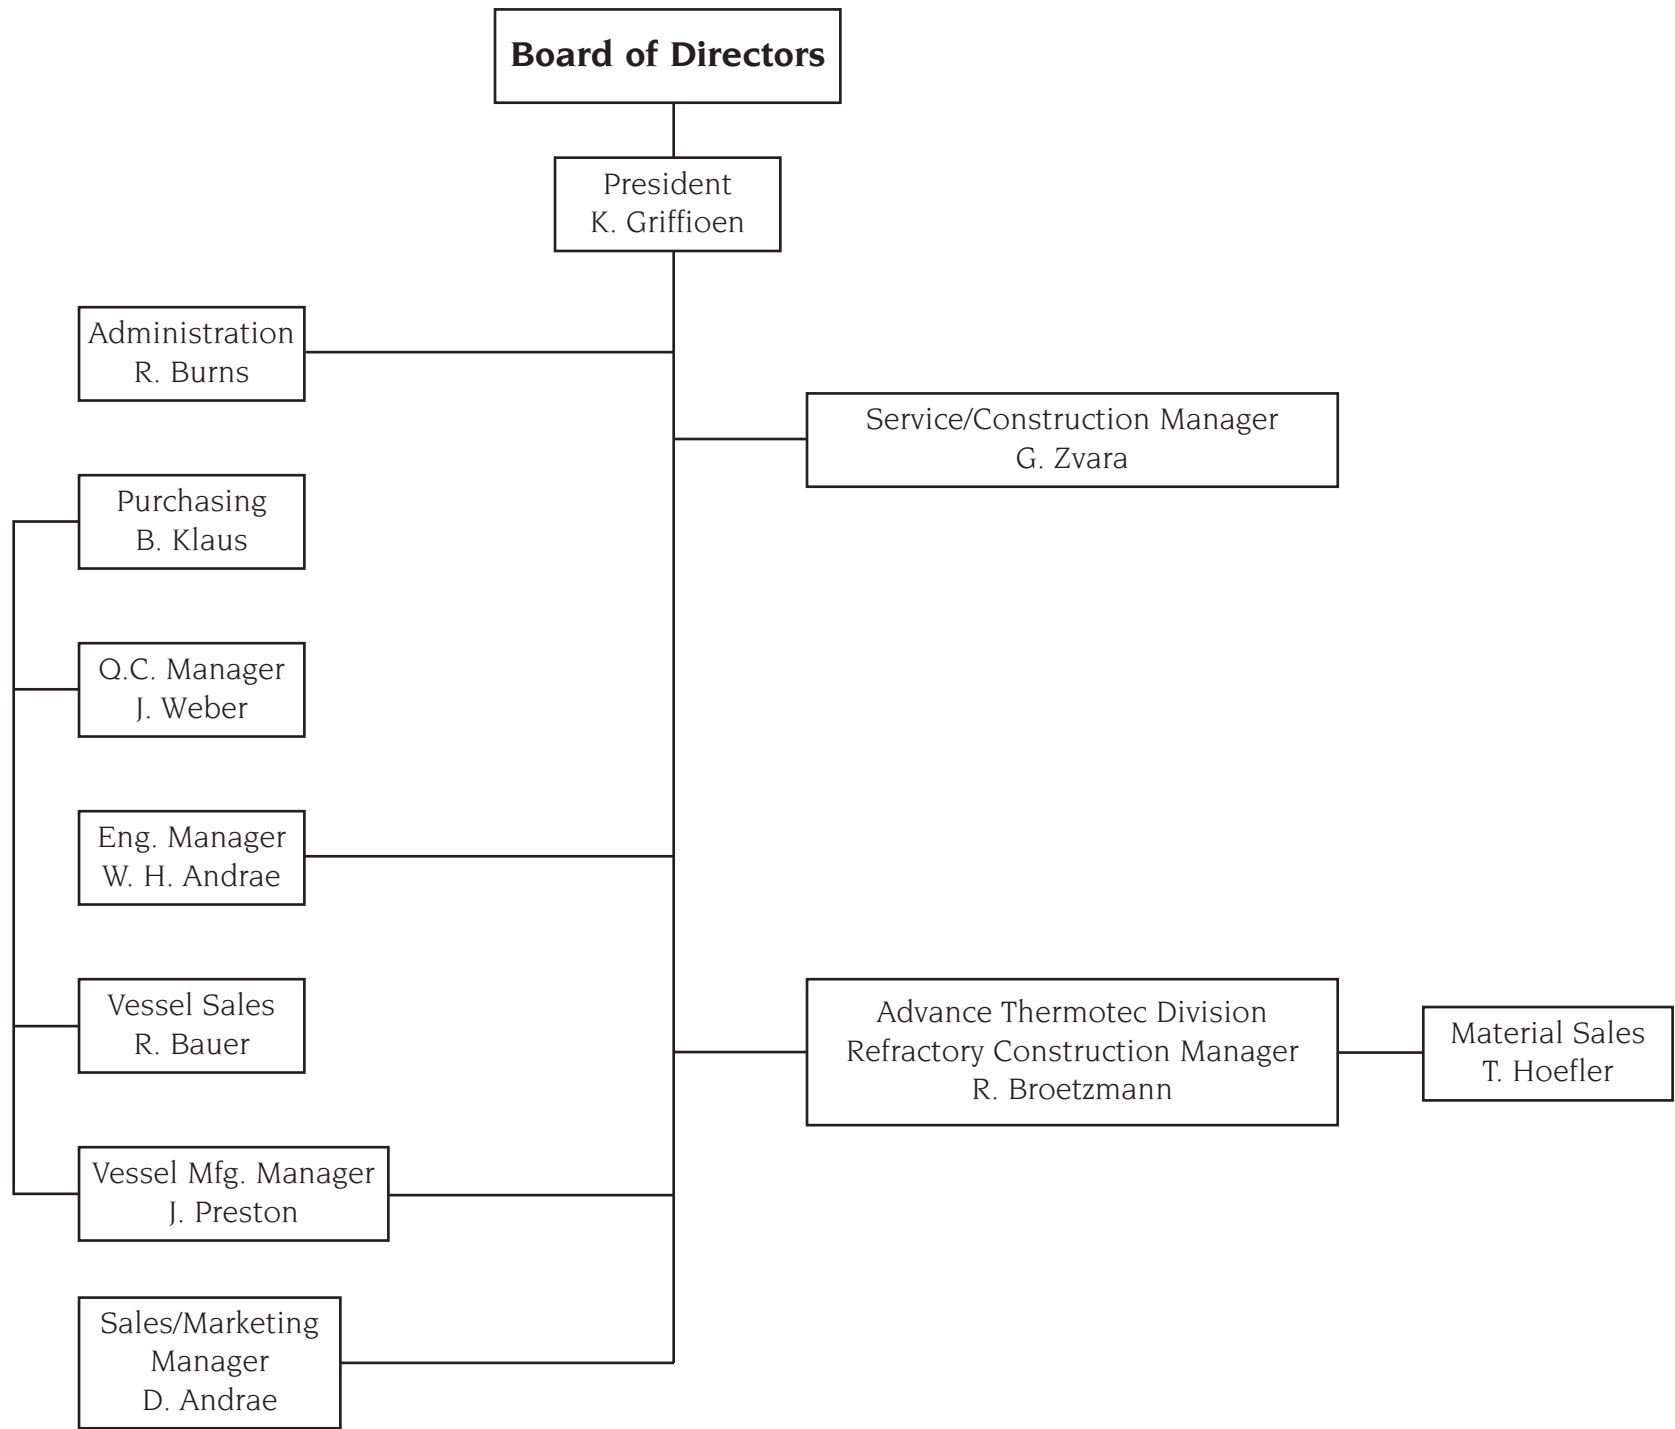 Board of Directors
President
K. Griffioen
Administration
R. Burns
Service/Construction Manager
G. Zvara
Purchasing
B. Klaus
Q.C. Manager
J. Weber
Eng. Manager
W. H. Andrae
Vessel Sales
R. Bauer
Advance Thermotec Division
Refractory Construction Manager
R. Broetzmann
Material Sales
T. Hoefler
Vessel Mfg. Manager
J. Preston
Sales/Marketing
Manager
D. Andrae